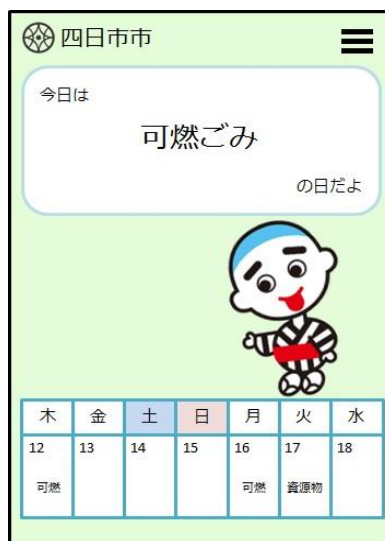 四日市市
今日は
可燃ごみ
の日だよ
木 金 土 日 月 火 水
12 13 14 15 16 17 18
可燃 可燃 資源物